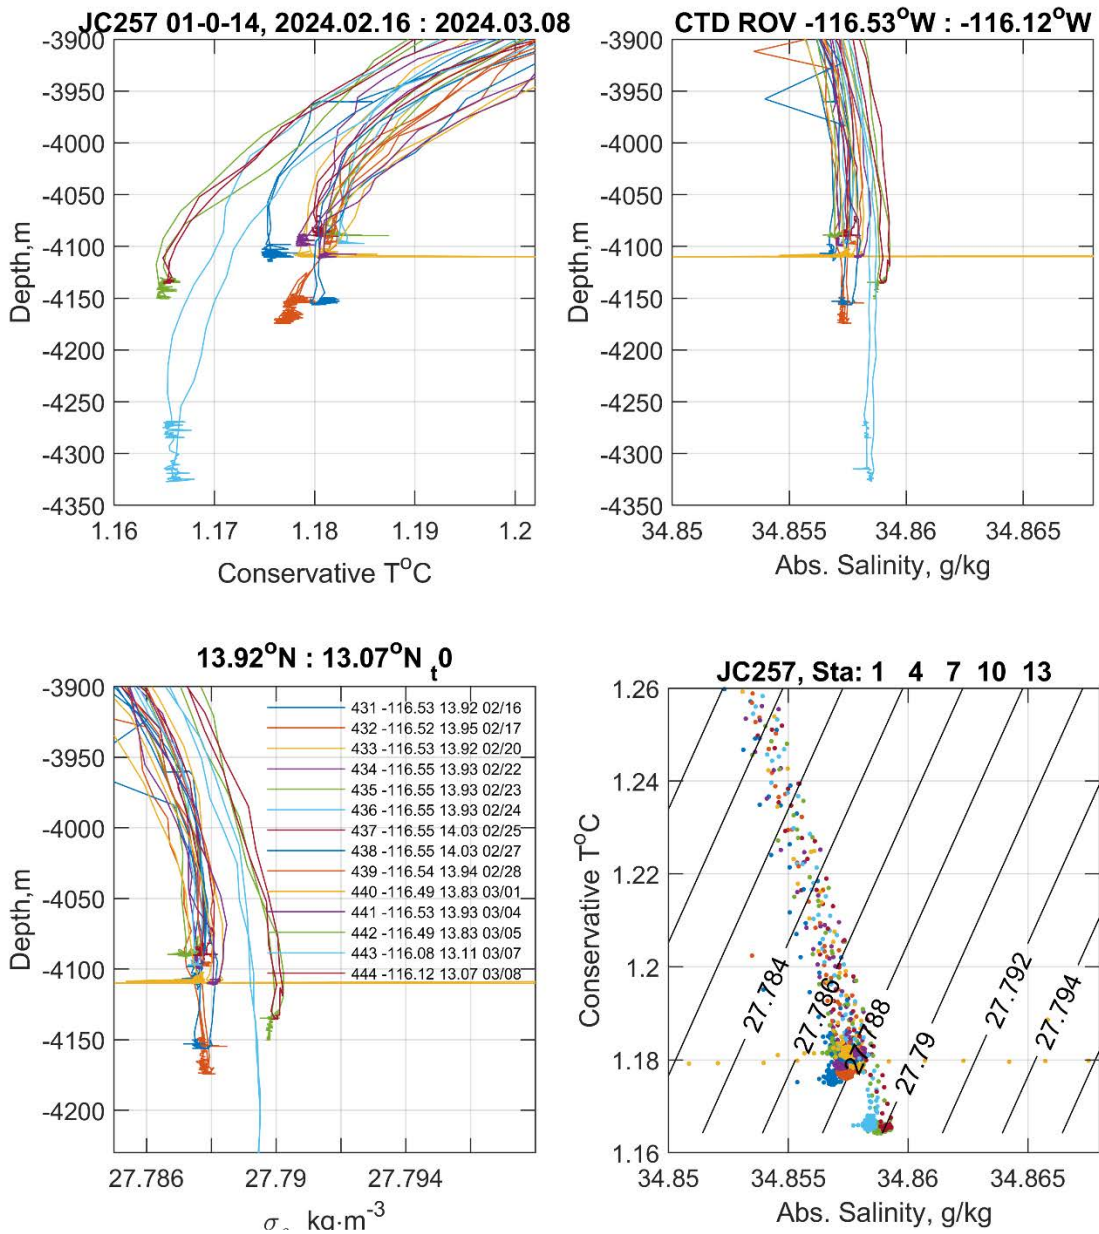 JC257 01-0-14, 2024.02.16 : 2024.03.08
-3900
-3950
-4000
-4050
-4100
-4150
-4200
-4250
-4300
-4350
Depth,m
1.16
1.17
1.18
1.19
1.2
Conservative TºC
CTD ROV -116.53ºW : -116.12ºW
-3900
-3950
-4000
-4050
-4100
-4150
-4200
-4250
-4300
-4350
Depth,m
34.85
34.855
34.86
34.865
Abs. Salinity, g/kg
13.92ºN : 13.07ºN t0
-3900
-3950
-4000
-4050
-4100
-4150
-4200
Depth,m
431 -116.53 13.92 02/16
432 -116.52 13.95 02/17
433 -116.53 13.92 02/20
434 -116.55 13.93 02/22
435 -116.55 13.93 02/23
436 -116.55 13.93 02/24
437 -116.55 14.03 02/25
438 -116.55 14.03 02/27
439 -116.54 13.94 02/28
440 -116.49 13.83 03/01
441 -116.53 13.93 03/04
442 -116.49 13.83 03/05
443 -116.08 13.11 03/07
444 -116.12 13.07 03/08
27.786
27.79
27.794
kg·m-3
JC257, Sta: 1 4 7 10 13
1.26
1.24
1.22
1.2
1.18
1.16
Conservative TºC
27.784
27.786
27.788
27.79
27.792
27.794
34.85
34.855
34.86
34.865
Abs. Salinity, g/kg